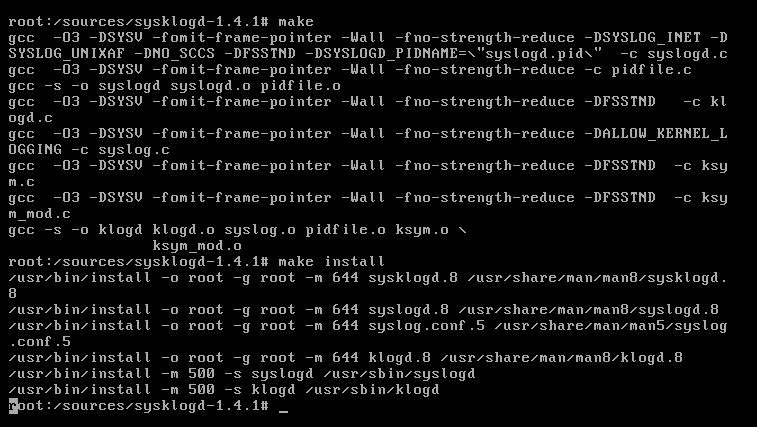 root:/sources/sysklogd-1.4.1# make
gcc  -O3 -DSYSV -fomit-frame-pointer -Wall -fno-strength-reduce -DSYSLOG_INET -D
SYSLOG_UNIXAF -DNO_SCCS -DFSSTND -DSYSLOGD_PIDNAME=\"syslogd.pid\"  -c syslogd.c
gcc  -O3 -DSYSV -fomit-frame-pointer -Wall -fno-strength-reduce -c pidfile.c
gcc -s -o syslogd syslogd.o pidfile.o
gcc  -O3 -DSYSV -fomit-frame-pointer -Wall -fno-strength-reduce -DFSSTND   -c kl
ogd.c
gcc  -O3 -DSYSV -fomit-frame-pointer -Wall -fno-strength-reduce -DALLOW_KERNEL_L
OGGING -c syslog.c
gcc  -O3 -DSYSV -fomit-frame-pointer -Wall -fno-strength-reduce -DFSSTND  -c ksy
m.c
gcc  -O3 -DSYSV -fomit-frame-pointer -Wall -fno-strength-reduce -DFSSTND  -c ksy
m_mod.c
gcc -s -o klogd klogd.o syslog.o pidfile.o ksym.o \
                ksym_mod.o
root:/sources/sysklogd-1.4.1# make install
/usr/bin/install -o root -g root -m 644 sysklogd.8 /usr/share/man/man8/sysklogd.
8
/usr/bin/install -o root -g root -m 644 syslogd.8 /usr/share/man/man8/syslogd.8
/usr/bin/install -o root -g root -m 644 syslog.conf.5 /usr/share/man/man5/syslog
.conf.5
/usr/bin/install -o root -g root -m 644 klogd.8 /usr/share/man/man8/klogd.8
/usr/bin/install -m 500 -s syslogd /usr/sbin/syslogd
/usr/bin/install -m 500 -s klogd /usr/sbin/klogd
root:/sources/sysklogd-1.4.1# _